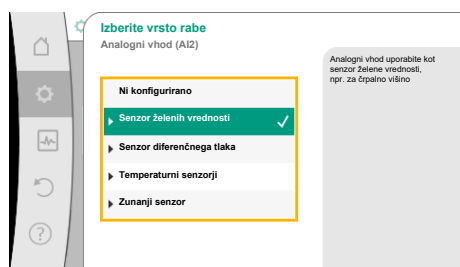 Izberite vrsto rabe
Analogni vhod (AI2)
Analogni vhod uporabite kot
senzor želene vrednosti,
npr. za črpalno višino
Ni konfigurirano
Senzor želenih vrednosti
Senzor diferenčnega tlaka
Temperaturni senzorji
Zunanji senzor
?